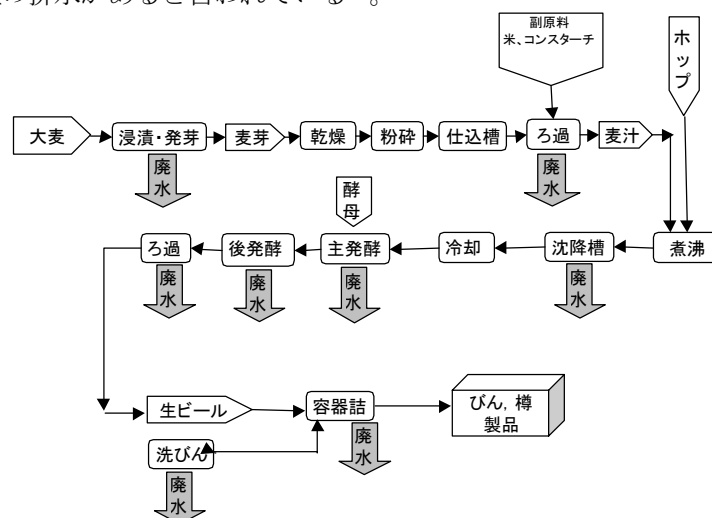 の排水があると言われている 。
副原料
米、コンスターチ
ホップ
大麦
浸漬・発芽
麦芽
乾燥
粉砕
仕込槽
ろ過
麦汁
廃水
廃水
酵母
ろ過
後発酵
主発酵
冷却
沈降槽
煮沸
廃水
廃水
廃水
廃水
生ビール
容器詰
びん，樽
製品
洗びん
廃水
廃水